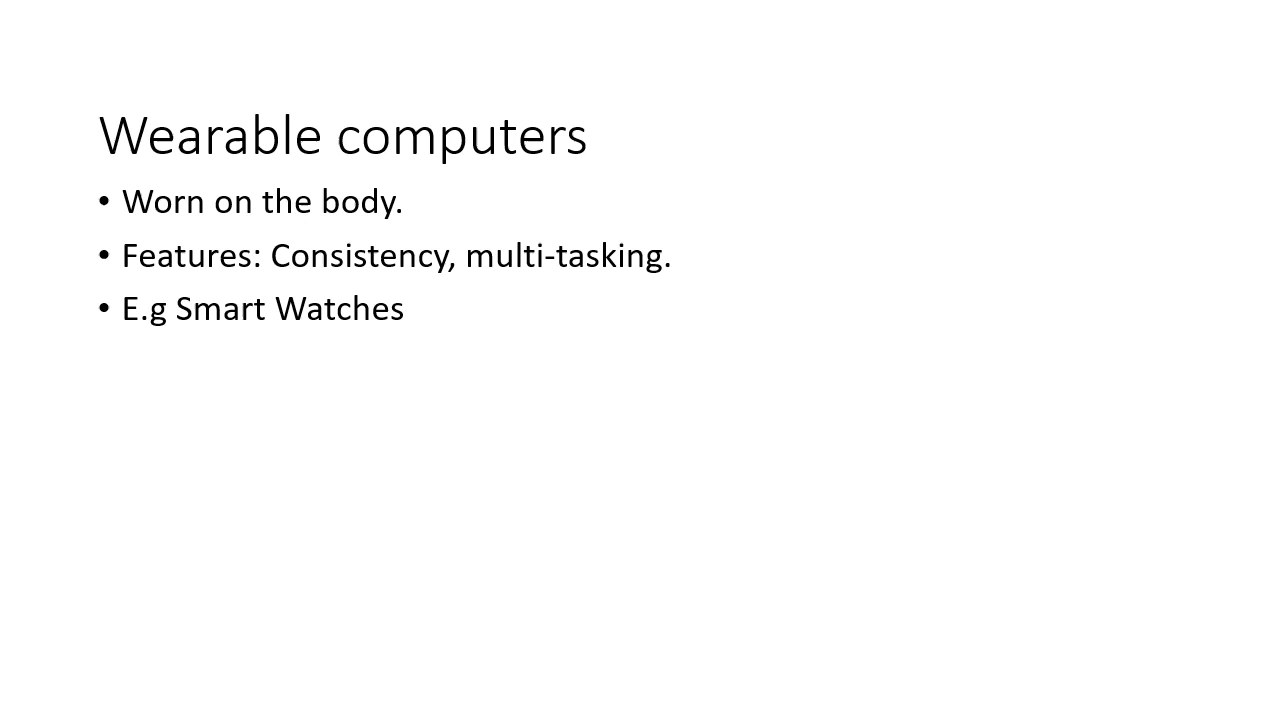 Wearable computers
• Worn on the body.
• Features: Consistency, multi-tasking.
• E.g Smart Watches